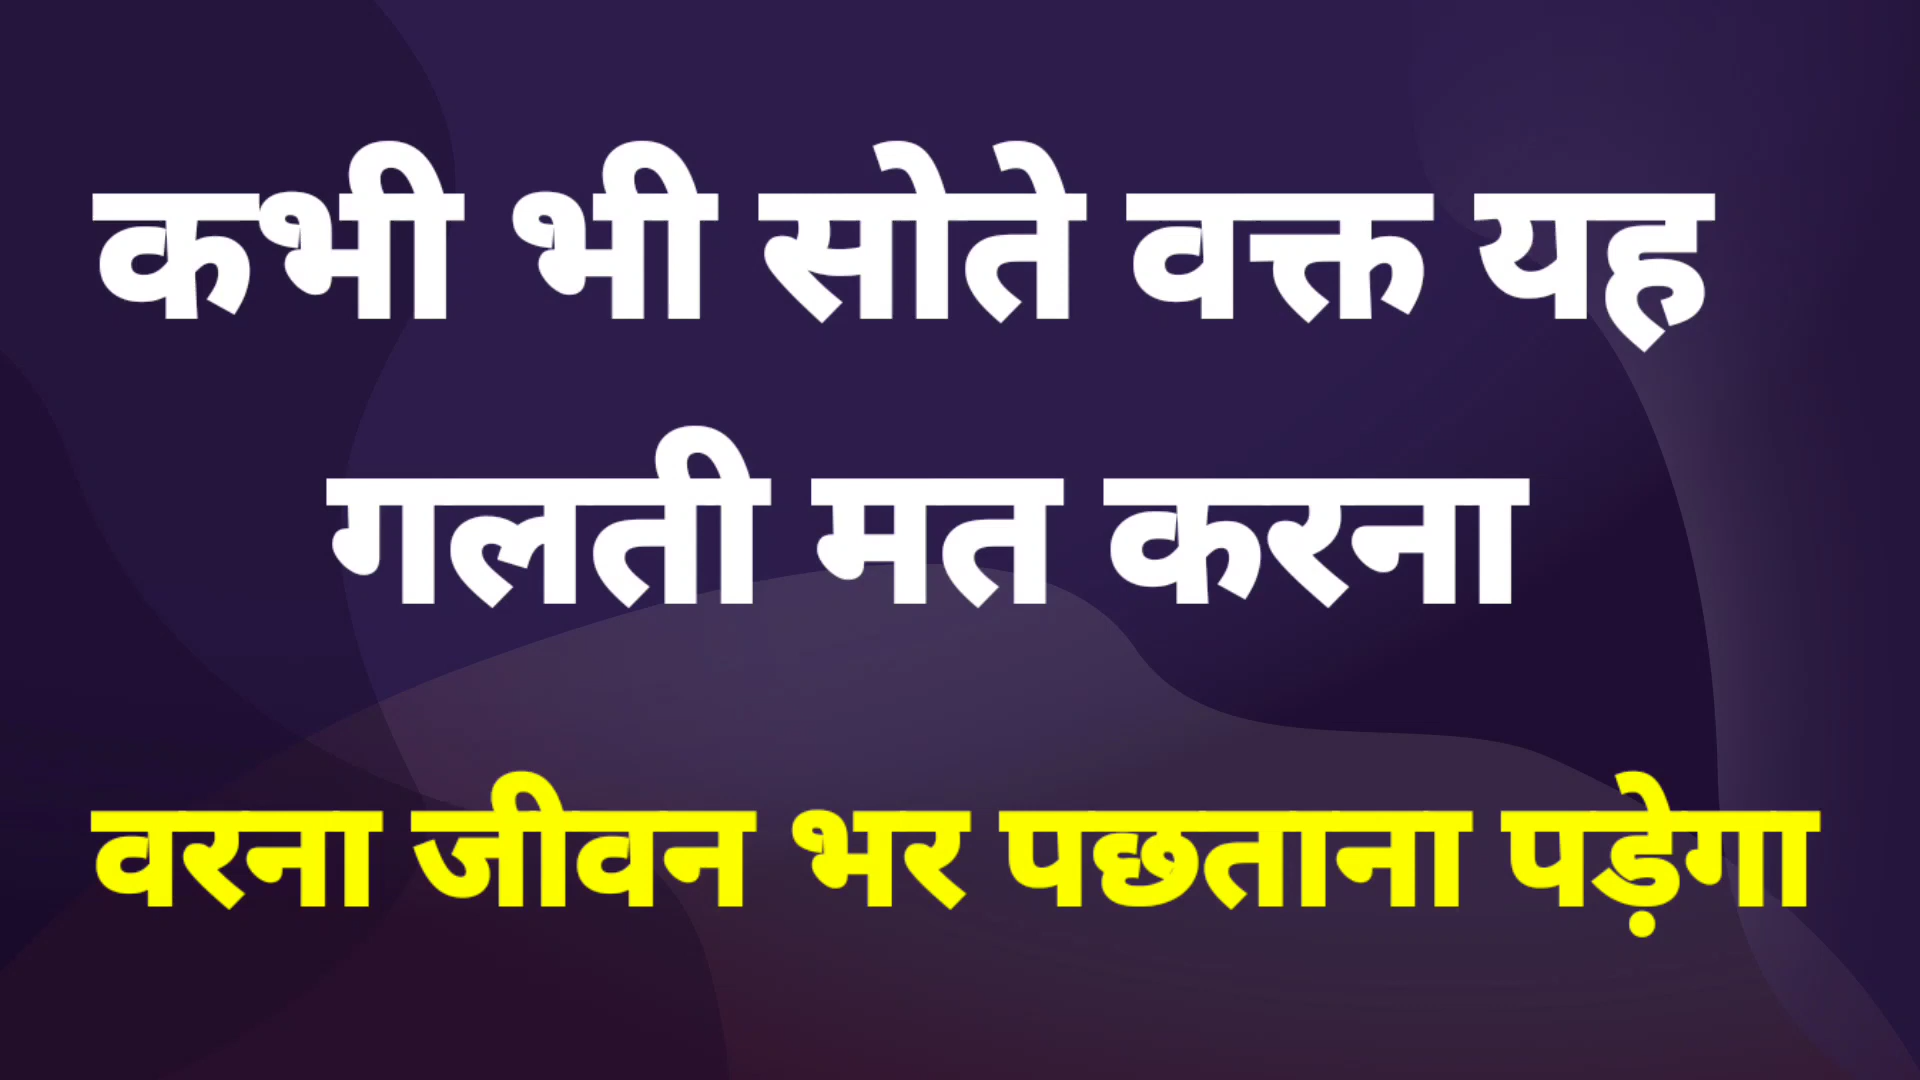 कभी भी सोते वक्त यह
गलती मत करना
वरना जीवन भर पछताना पड़ेगा